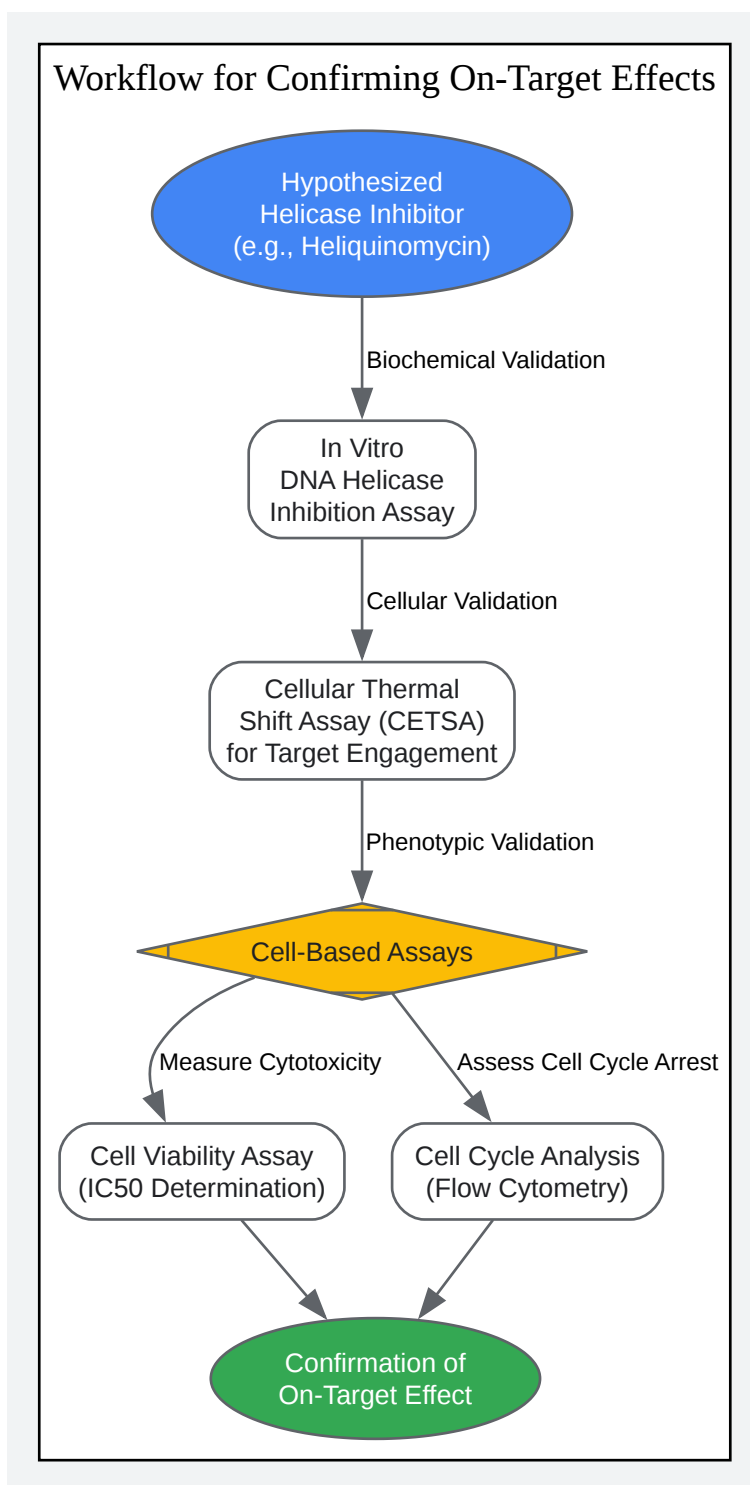 Workflow for Confirming On-Target Effects
Hypothesized
Helicase Inhibitor
(e.g., Heliquinomycin)
Biochemical Validation
In Vitro
DNA Helicase
Inhibition Assay
Cellular Validation
Cellular Thermal
Shift Assay (CETSA)
for Target Engagement
Phenotypic Validation
Cell-Based Assays
Measure Cytotoxicity
Assess Cell Cycle Arrest
Cell Viability Assay
(IC50 Determination)
Cell Cycle Analysis
(Flow Cytometry)
Confirmation of
On-Target Effect